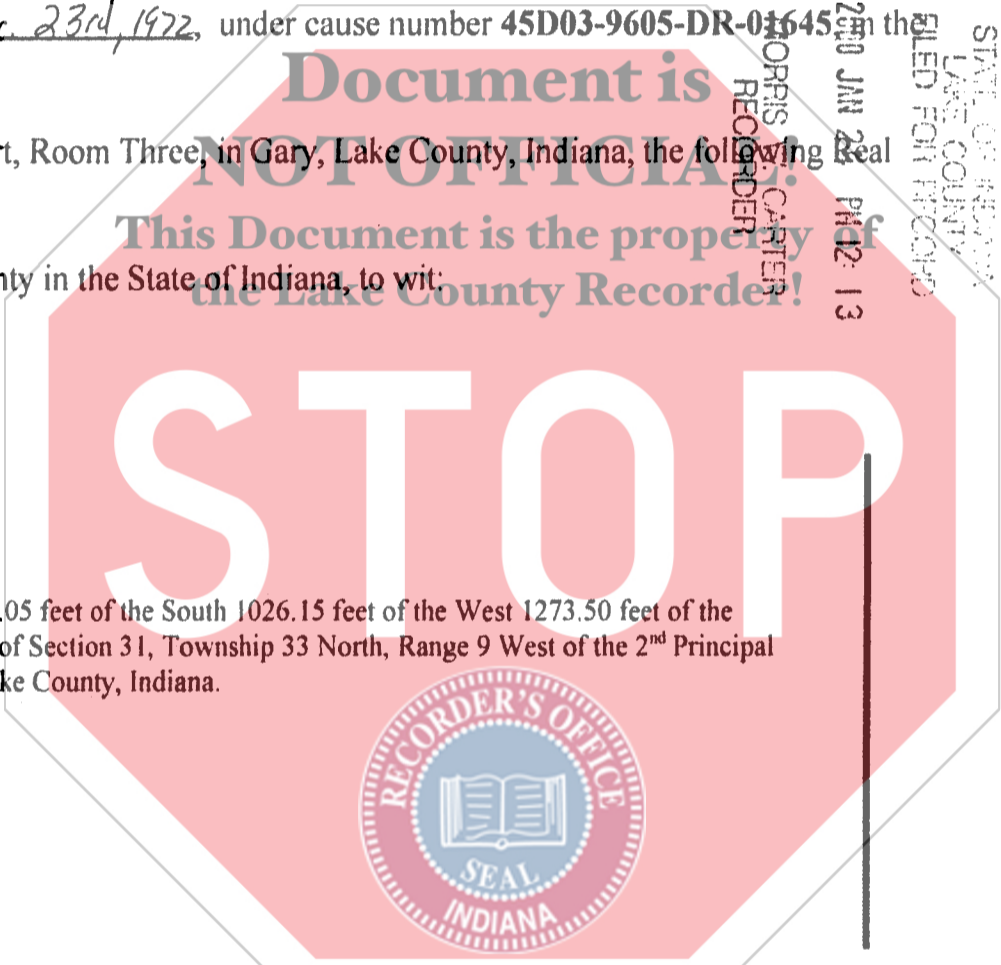 23rd, 1972, under cause number 45D03-9605-DR-01645 in the
Document is
NOT OFFICIAL!
rt, Room Three, in Gary, Lake County, Indiana, the following Real
This Document is the property of
the Lake County Recorder!
nty in the State of Indiana, to wit:
STATE OF INDIANA
LAKE COUNTY
FILED FOR RECORD
2000 JAN 2 PM 12: 13
MORRIS W. CARTER
RECORDER
STOP
.05 feet of the South 1026.15 feet of the West 1273.50 feet of the
of Section 31, Township 33 North, Range 9 West of the 2nd Principal
ke County, Indiana.
RECORDER'S OFFICE
SEAL
INDIANA